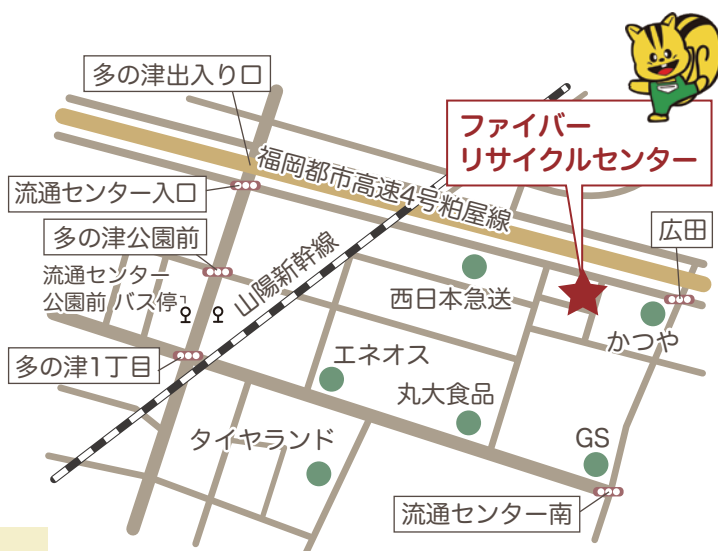 多の津出入り口
ファイバー
リサイクルセンター
福岡都市高速4号粕屋線
流通センター入口
多の津公園前
広田
流通センター
公園前 バス停
山陽新幹線
西日本急送
かつや
多の津1丁目
エネオス
丸大食品
タイヤランド
GS
流通センター南